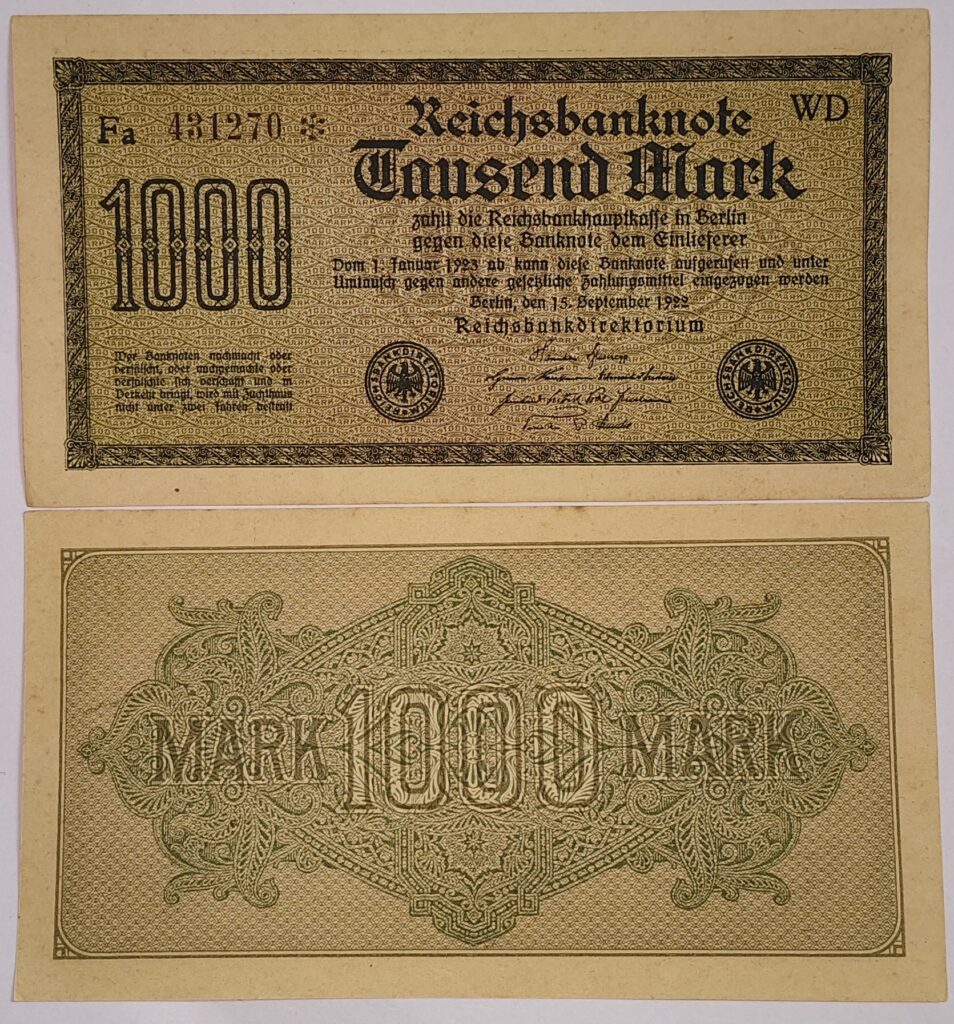 Fa 431270 * WD
Reichsbanknote
Tausend Mark
1000
zahlt die Reichsbankhauptkasse in Berlin
gegen diese Banknote dem Einlieferer
Vom 1. Januar 1923 ab kann diese Banknote aufgerufen und unter
Umtausch gegen andere gesetzliche Zahlungsmittel eingezogen werden
Berlin, den 15. September 1922
Reichsbankdirektorium
Wer Banknoten nachmacht oder
verfälscht, oder nachgemachte oder
verfälschte sich verschafft und in
Verkehr bringt, wird mit Zuchthaus
nicht unter zwei Jahren bestraft
REICHSBANKDIREKTORIUM
REICHSBANKDIREKTORIUM
MARK 1000 MARK